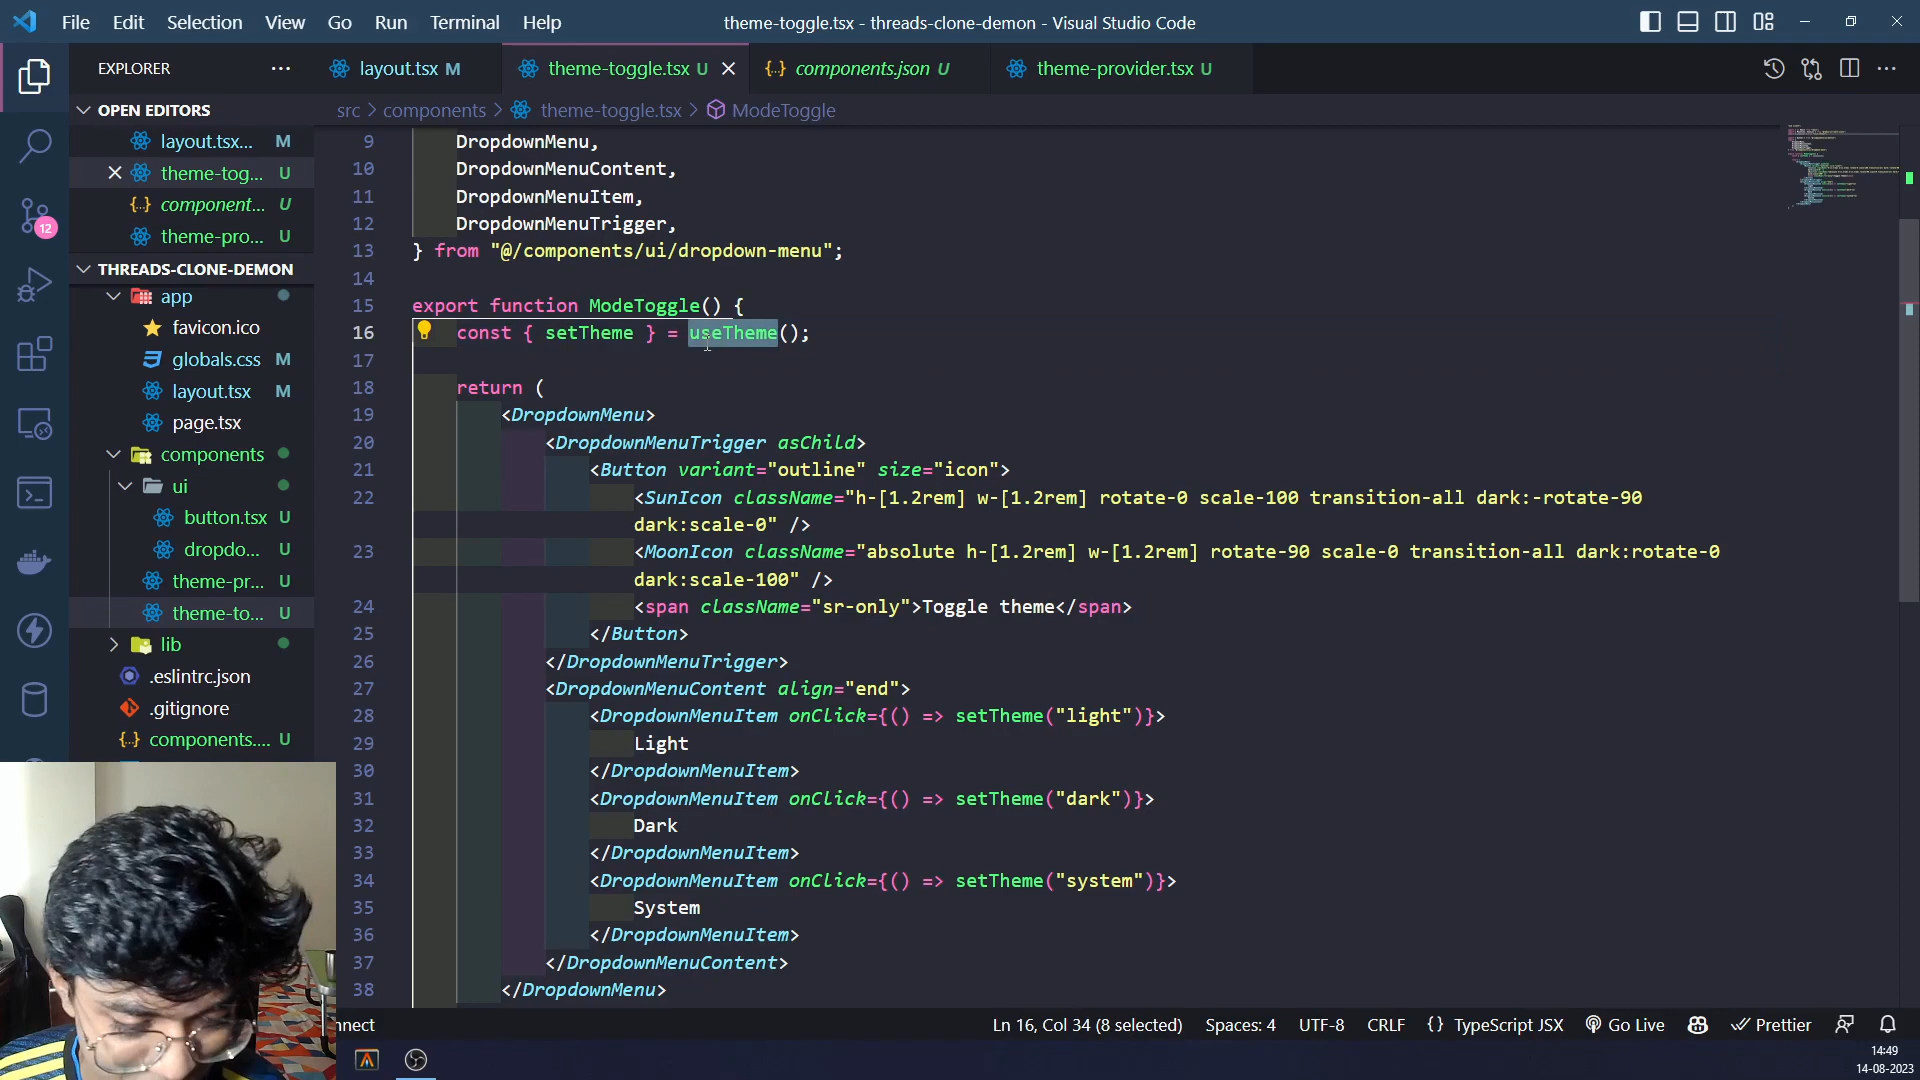 File Edit Selection View Go Run Terminal Help
theme-toggle.tsx - threads-clone-demon - Visual Studio Code
EXPLORER
layout.tsx M
theme-toggle.tsx U
{..} components.json U
theme-provider.tsx U
OPEN EDITORS
src > components > theme-toggle.tsx > ModeToggle
layout.tsx... M
theme-tog... U
{..} component... U
theme-pro... U
THREADS-CLONE-DEMON
app
favicon.ico
globals.css M
layout.tsx M
page.tsx
components
ui
button.tsx U
dropdo... U
theme-pr... U
theme-to... U
lib
.eslintrc.json
.gitignore
{..} components.... U
12
9 DropdownMenu,
10 DropdownMenuContent,
11 DropdownMenuItem,
12 DropdownMenuTrigger,
13 } from "@/components/ui/dropdown-menu";
14
15 export function ModeToggle() {
16 const { setTheme } = useTheme();
17
18 return (
19 <DropdownMenu>
20 <DropdownMenuTrigger asChild>
21 <Button variant="outline" size="icon">
22 <SunIcon className="h-[1.2rem] w-[1.2rem] rotate-0 scale-100 transition-all dark:-rotate-90
dark:scale-0" />
23 <MoonIcon className="absolute h-[1.2rem] w-[1.2rem] rotate-90 scale-0 transition-all dark:rotate-0
dark:scale-100" />
24 <span className="sr-only">Toggle theme</span>
25 </Button>
26 </DropdownMenuTrigger>
27 <DropdownMenuContent align="end">
28 <DropdownMenuItem onClick={() => setTheme("light")}>
29 Light
30 </DropdownMenuItem>
31 <DropdownMenuItem onClick={() => setTheme("dark")}>
32 Dark
33 </DropdownMenuItem>
34 <DropdownMenuItem onClick={() => setTheme("system")}>
35 System
36 </DropdownMenuItem>
37 </DropdownMenuContent>
38 </DropdownMenu>
nnect
Ln 16, Col 34 (8 selected) Spaces: 4 UTF-8 CRLF {} TypeScript JSX Go Live Prettier
14:49
14-08-2023